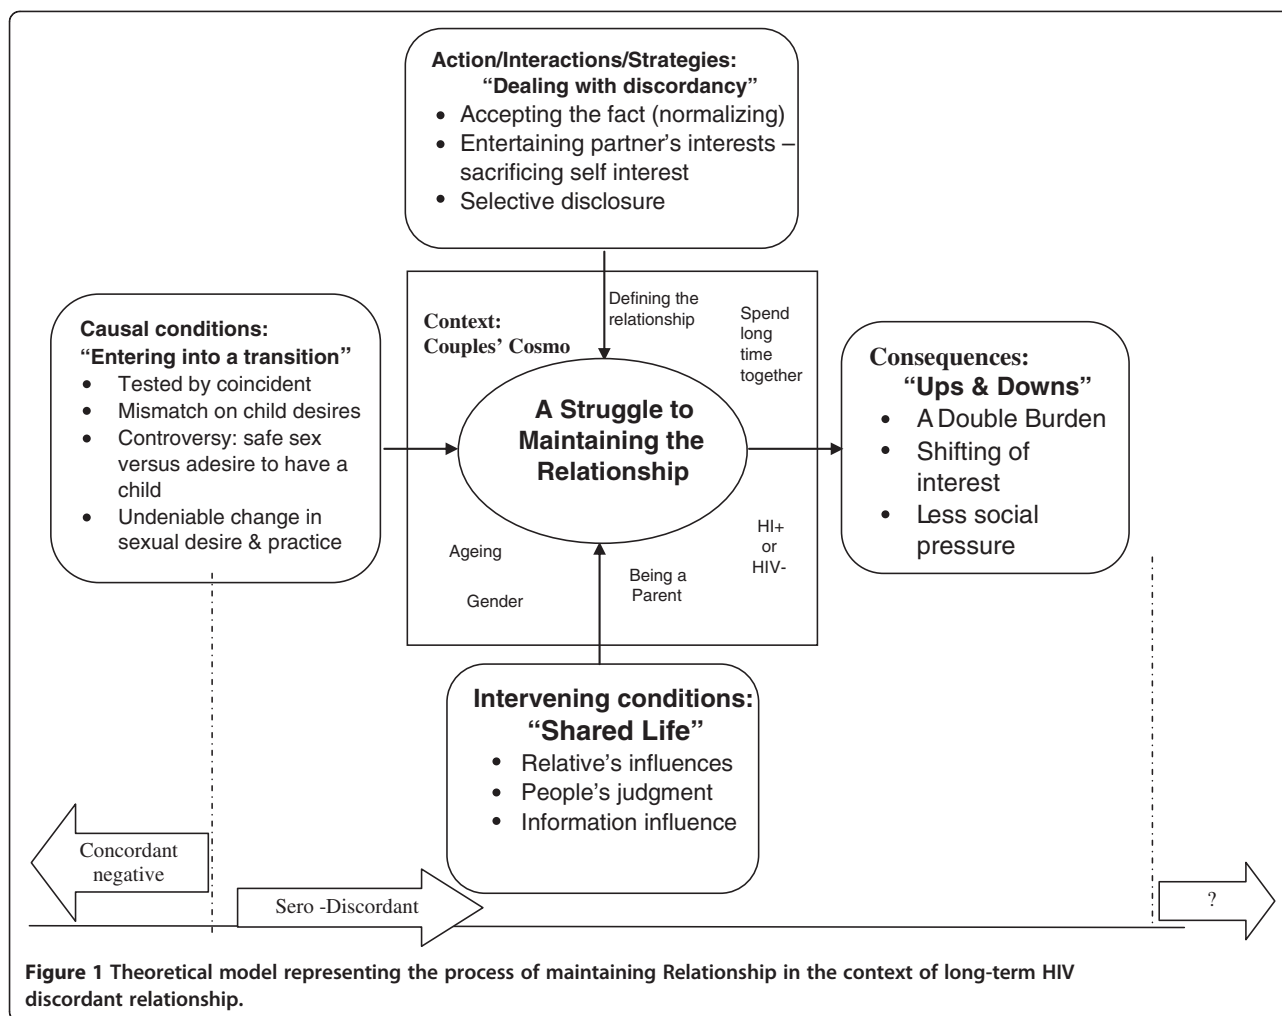 Action/Interactions/Strategies:
“Dealing with discordancy”
• Accepting the fact (normalizing)
• Entertaining partner’s interests –
sacrificing self interest
• Selective disclosure
Causal conditions:
“Entering into a transition”
• Tested by coincident
• Mismatch on child desires
• Controversy: safe sex
versus adesire to have a
child
• Undeniable change in
sexual desire & practice
Context:
Couples’ Cosmo
Defining the
relationship
Spend
long
time
together
A Struggle to
Maintaining the
Relationship
Ageing
Gender
Being a
Parent
HI+
or
HIV-
Consequences:
“Ups & Downs”
• A Double Burden
• Shifting of
interest
• Less social
pressure
Intervening conditions:
“Shared Life”
• Relative’s influences
• People’s judgment
• Information influence
Concordant
negative
Sero -Discordant
?
Figure 1 Theoretical model representing the process of maintaining Relationship in the context of long-term HIV
discordant relationship.